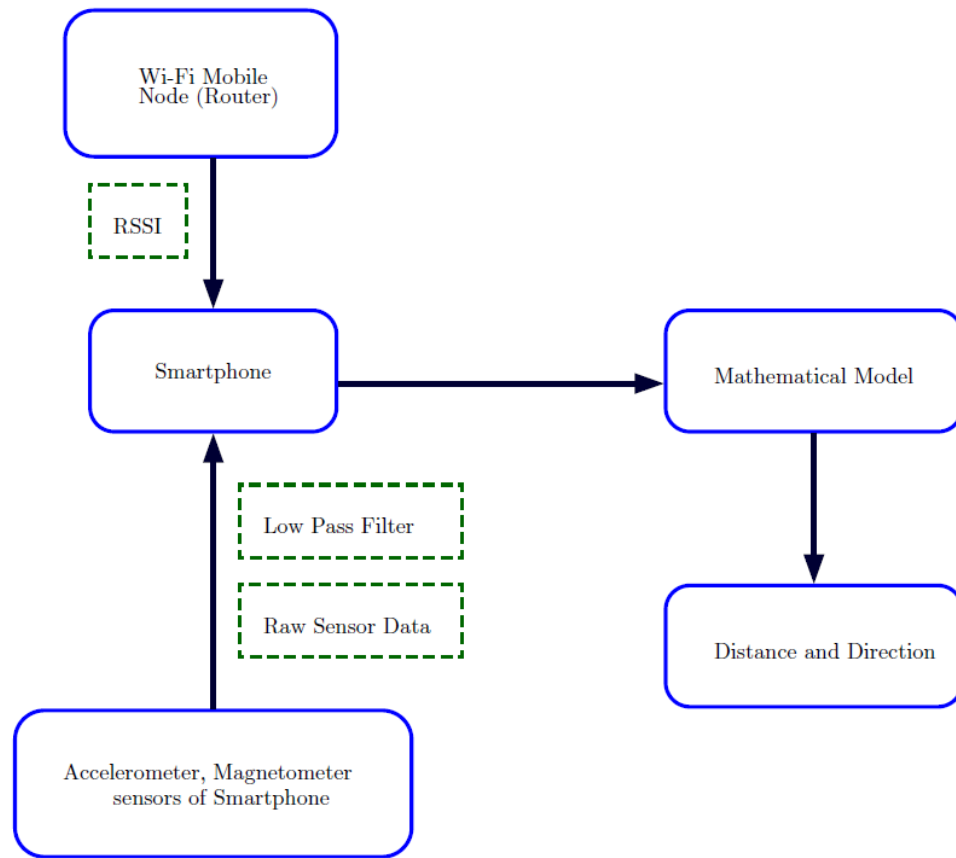 Wi-Fi Mobile
Node (Router)
RSSI
Smartphone
Mathematical Model
Low Pass Filter
Raw Sensor Data
Distance and Direction
Accelerometer, Magnetometer
sensors of Smartphone